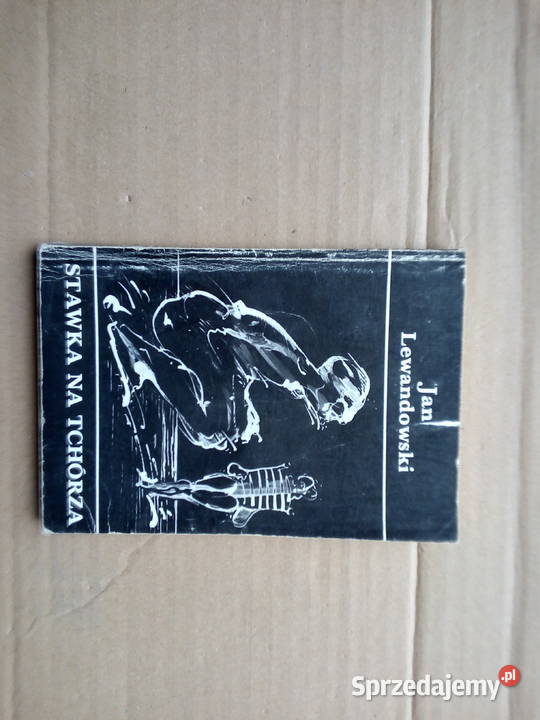 Jan
Lewandowski
STAWKA NA TCHÓRZA
Sprzedajemy.pl